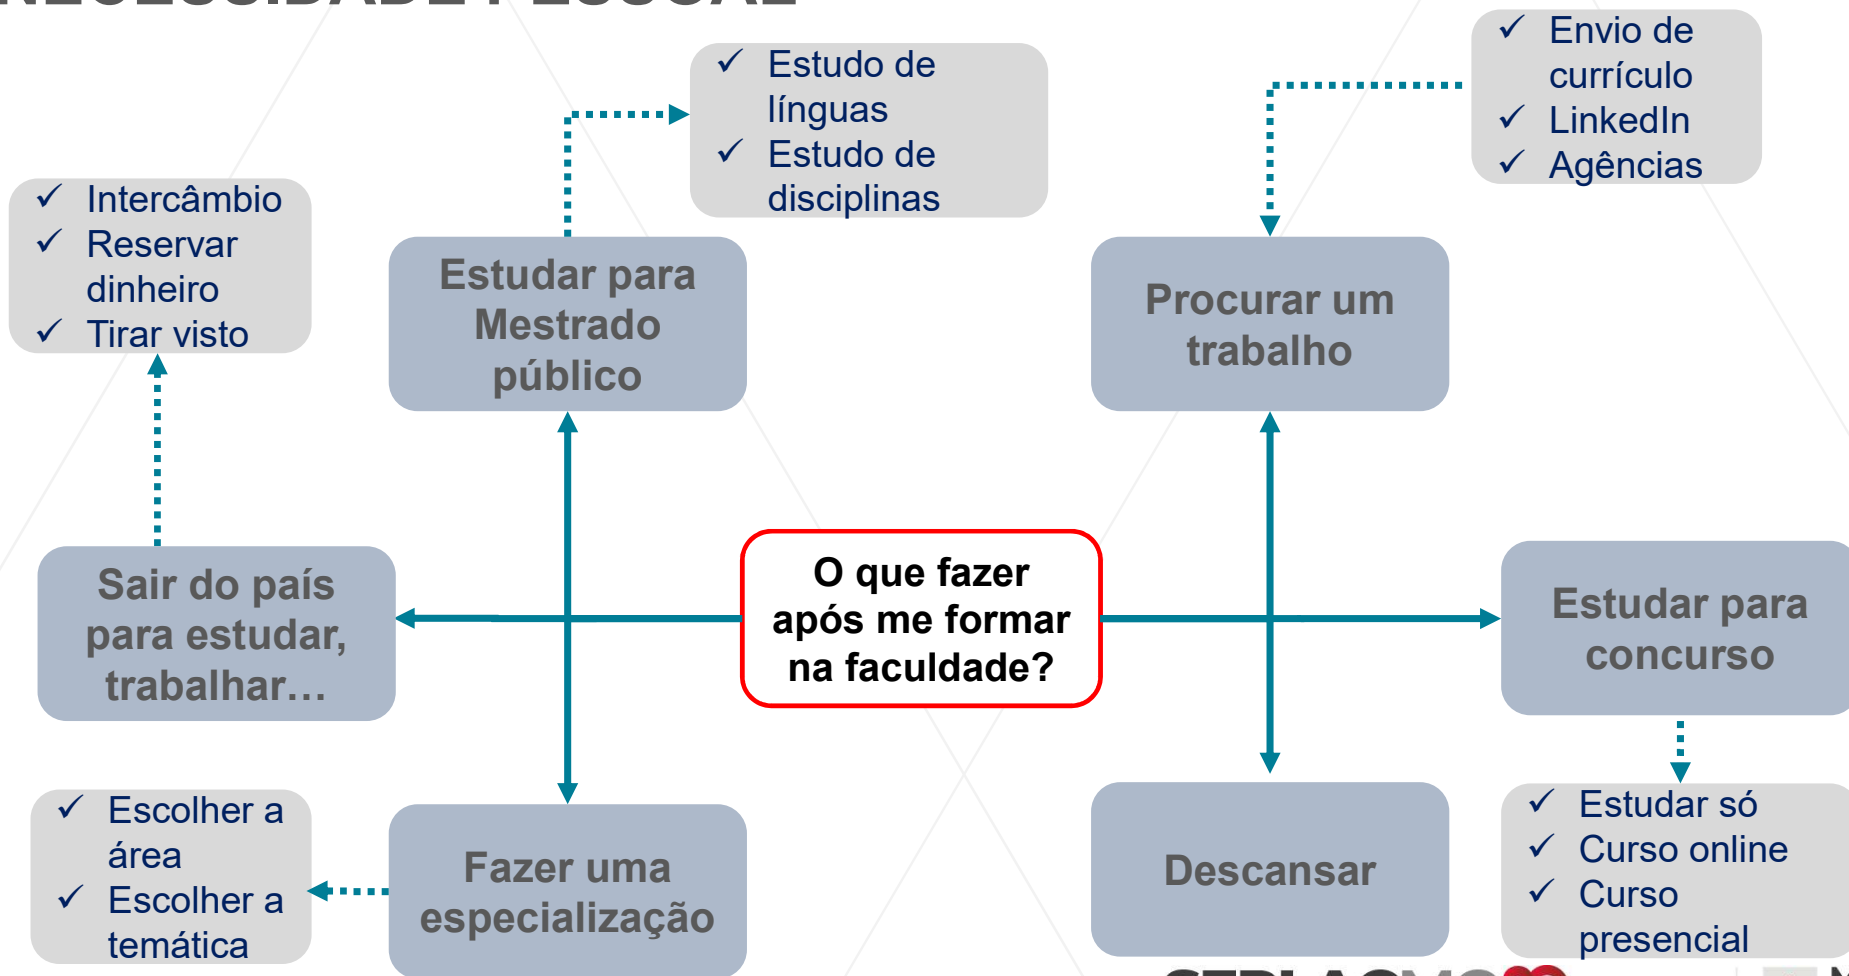 NECESSIDADE PESSOAL
Envio de
currículo
LinkedIn
Agências
Estudo de
línguas
Estudo de
disciplinas
Intercâmbio
Reservar
dinheiro
Tirar visto
Estudar para
Mestrado
público
Procurar um
trabalho
O que fazer
após me formar
na faculdade?
Sair do país
para estudar,
trabalhar...
Estudar para
concurso
Escolher a
área
Escolher a
temática
Fazer uma
especialização
Descansar
Estudar só
Curso online
Curso
presencial